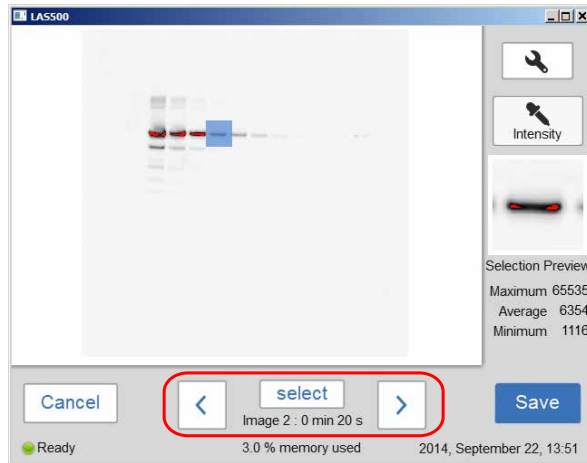 LAS500
Intensity
Selection Preview
Maximum 65535
Average 6354
Minimum 1116
Cancel
select
Image 2 : 0 min 20 s
Save
Ready
3.0 % memory used
2014, September 22, 13:51